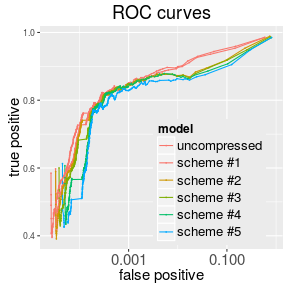 ROC curves
1.0
0.8
0.6
0.4
true positive
model
uncompressed
scheme #1
scheme #2
scheme #3
scheme #4
scheme #5
0.001 0.100
false positive